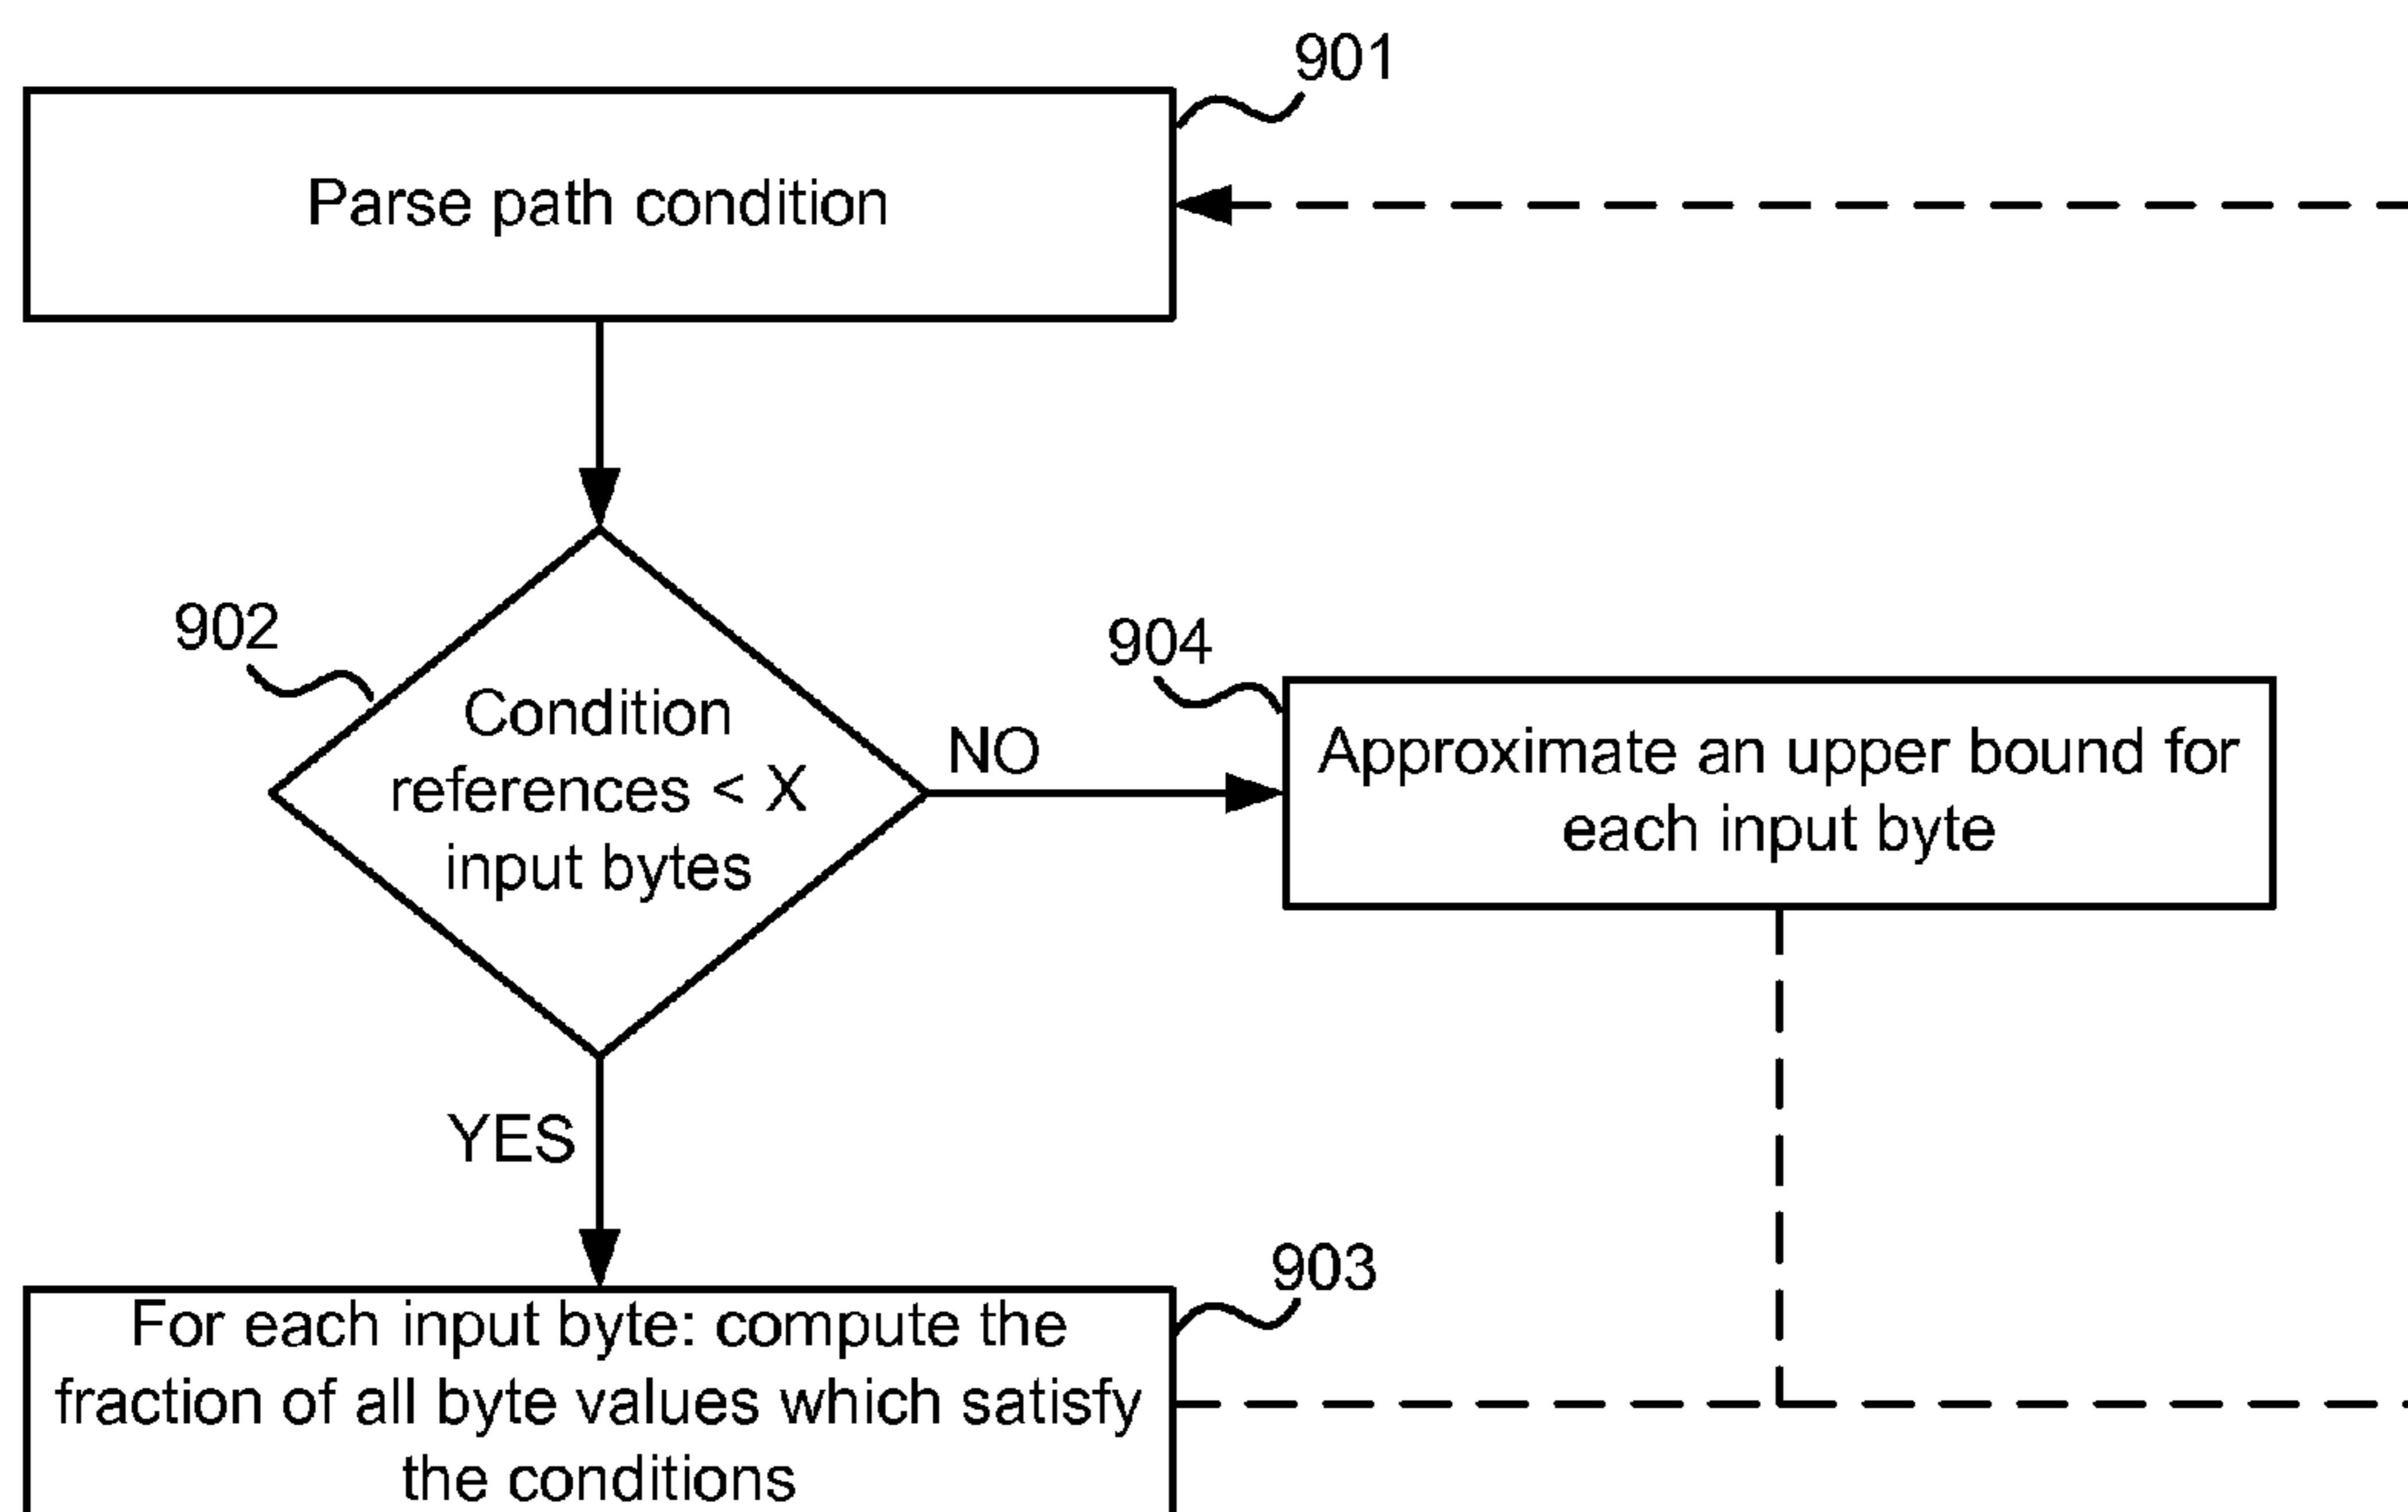 901
Parse path condition
902
Condition
references < X
input bytes
NO
904
Approximate an upper bound for
each input byte
YES
903
For each input byte: compute the
fraction of all byte values which satisfy
the conditions